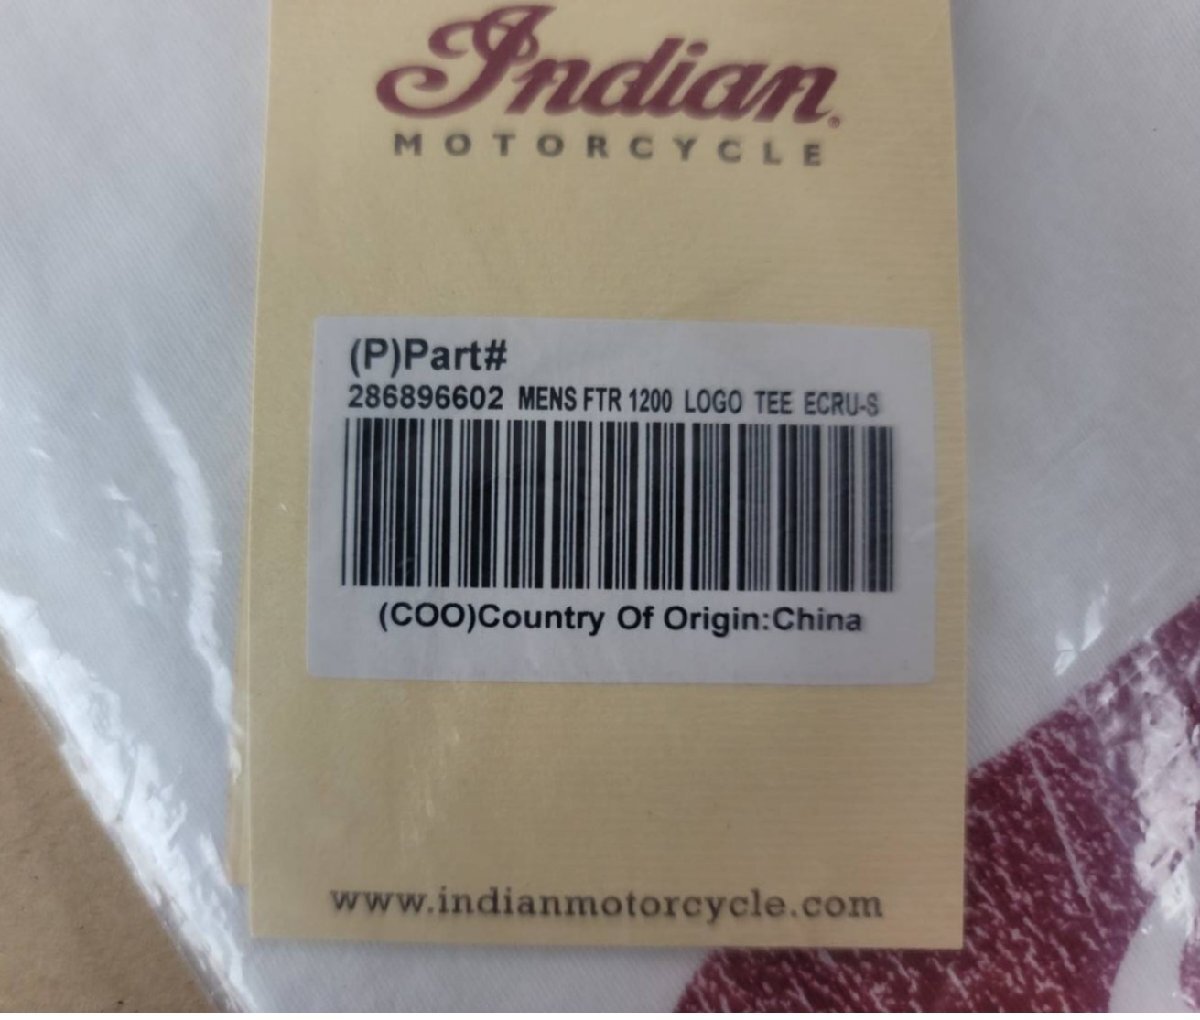 Indian®
MOTORCYCLE
(P)Part#
286896602 MENS FTR 1200 LOGO TEE ECRU-S
(COO)Country Of Origin:China
www.indianmotorcycle.com